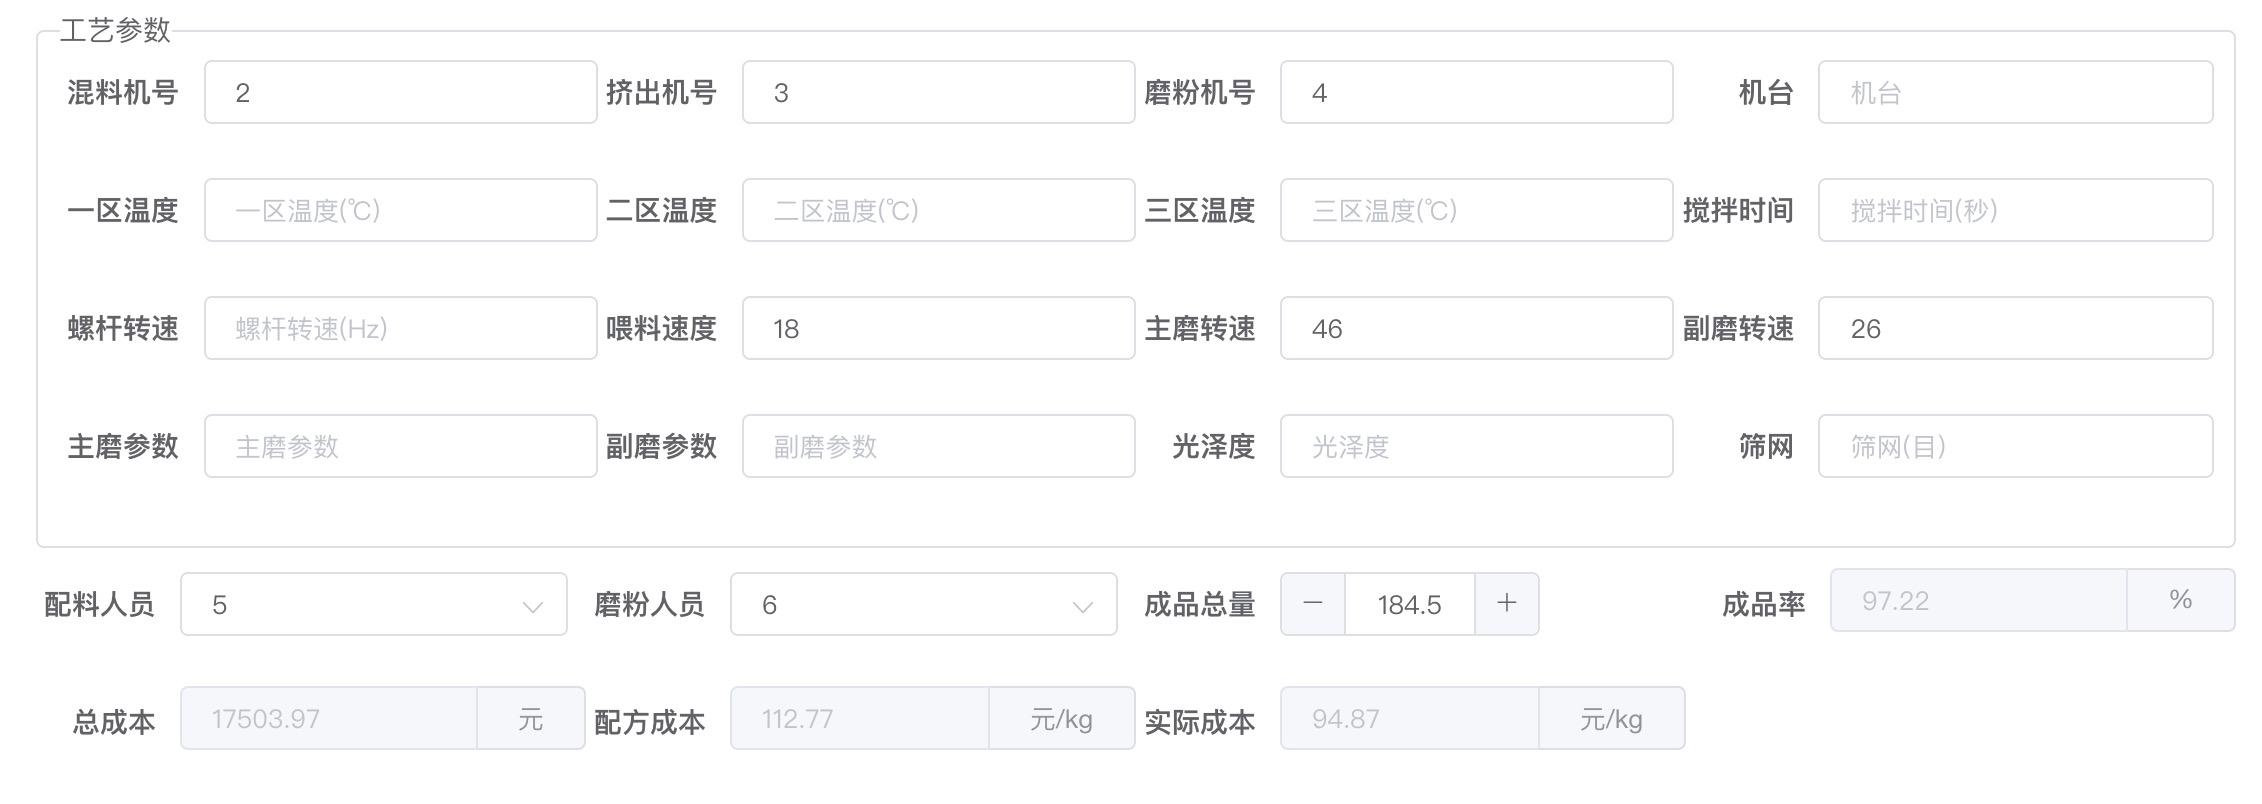 工艺参数
混料机号 2 挤出机号 3 磨粉机号 4 机台 机台
一区温度 一区温度(℃) 二区温度 二区温度(℃) 三区温度 三区温度(℃) 搅拌时间 搅拌时间(秒)
螺杆转速 螺杆转速(Hz) 喂料速度 18 主磨转速 46 副磨转速 26
主磨参数 主磨参数 副磨参数 副磨参数 光泽度 光泽度 筛网 筛网(目)
配料人员 5 磨粉人员 6 成品总量 － 184.5 + 成品率 97.22 %
总成本 17503.97 元 配方成本 112.77 元/kg 实际成本 94.87 元/kg